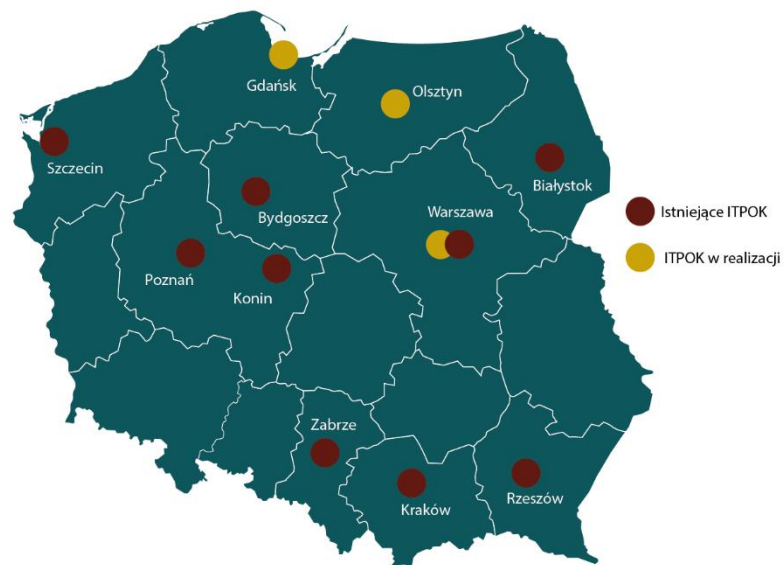 Gdańsk
Olsztyn
Szczecin
Białystok
Bydgoszcz
Warszawa
Istniejące ITPOK
ITPOK w realizacji
Poznań
Konin
Zabrze
Kraków
Rzeszów